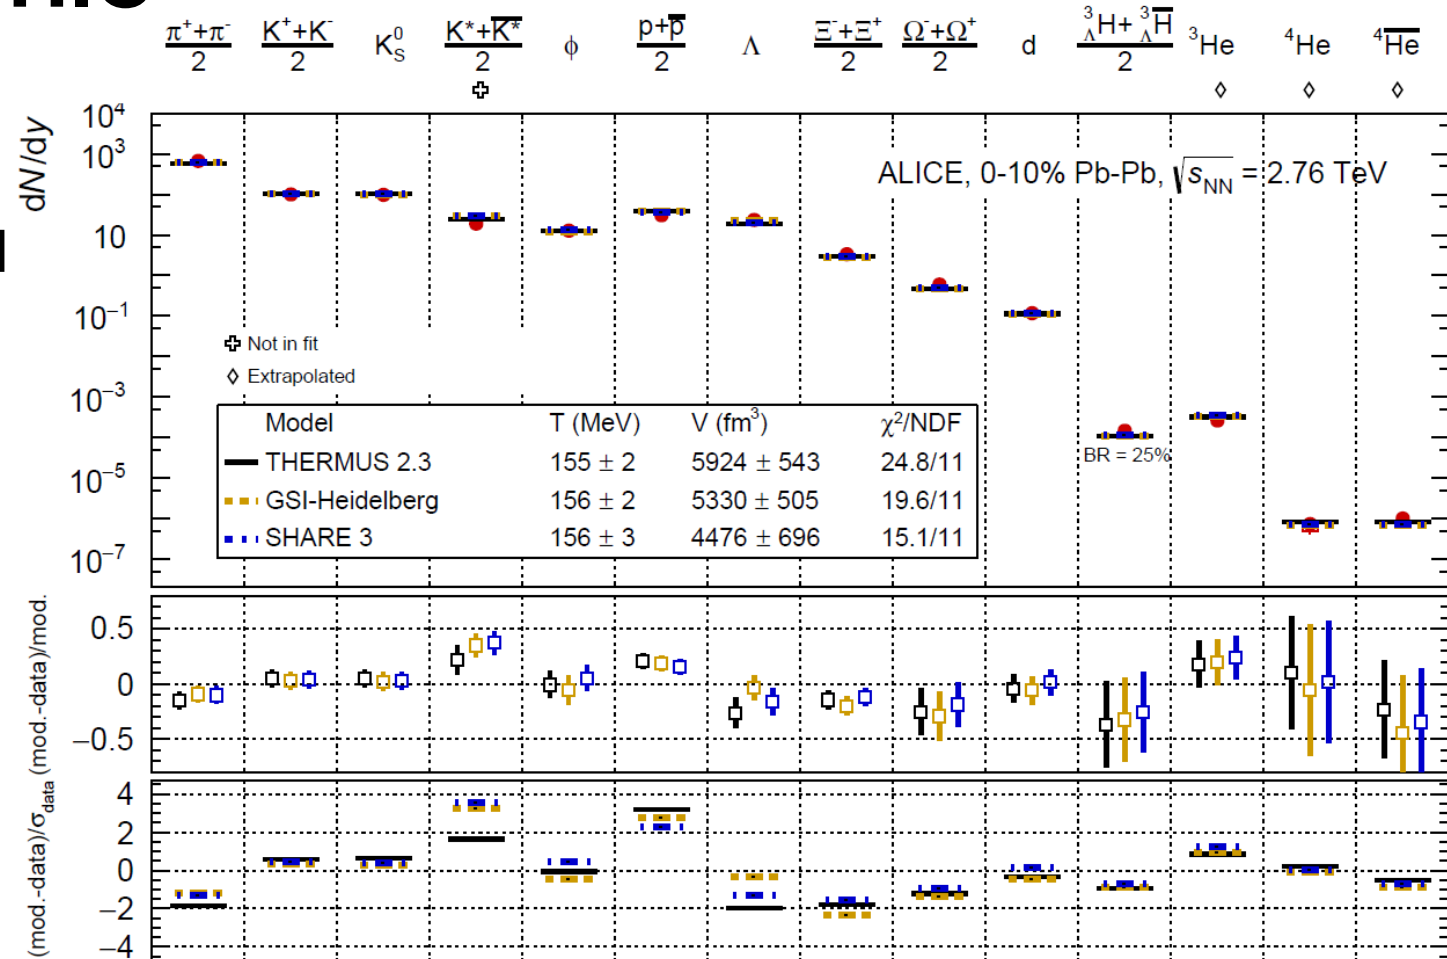 π⁺+π⁻ K⁺+K⁻ K⁰S K*+K̅* ϕ p+p̅ Λ Ξ⁻+Ξ⁺ Ω⁻+Ω⁺ d ³ΛH+ ³ΛH̅ ³He ⁴He ⁴H̅e̅
2 2 2 2 2 2 2
dN/dy
10⁴
10³
ALICE, 0-10% Pb-Pb, √sNN = 2.76 TeV
10
10⁻¹
Not in fit
Extrapolated
10⁻³
Model T (MeV) V (fm³) χ²/NDF
BR = 25%
THERMUS 2.3 155 ± 2 5924 ± 543 24.8/11
10⁻⁵
GSI-Heidelberg 156 ± 2 5330 ± 505 19.6/11
SHARE 3 156 ± 3 4476 ± 696 15.1/11
10⁻⁷
(mod.-data)/mod.
0.5
0
−0.5
(mod.-data)/σdata
4
2
0
−2
−4